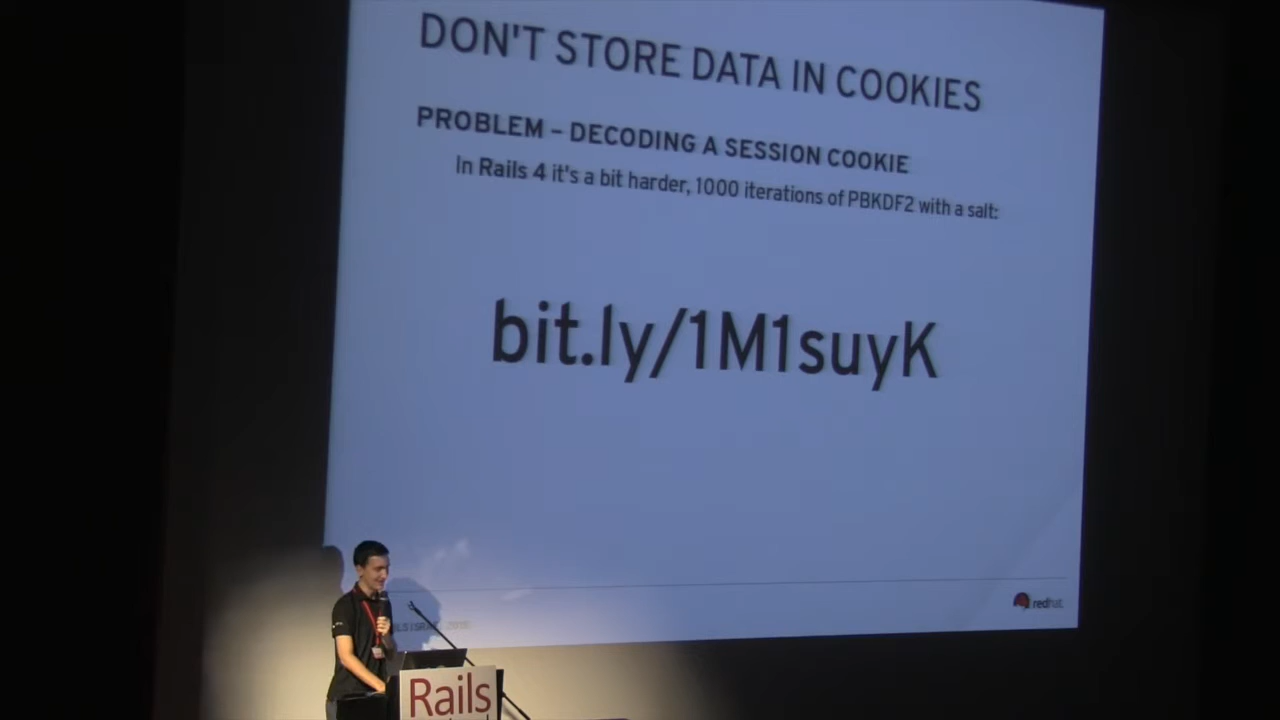 DON'T STORE DATA IN COOKIES
PROBLEM – DECODING A SESSION COOKIE
In Rails 4 it's a bit harder, 1000 iterations of PBKDF2 with a salt:
bit.ly/1M1suyK
redhat.
Rails